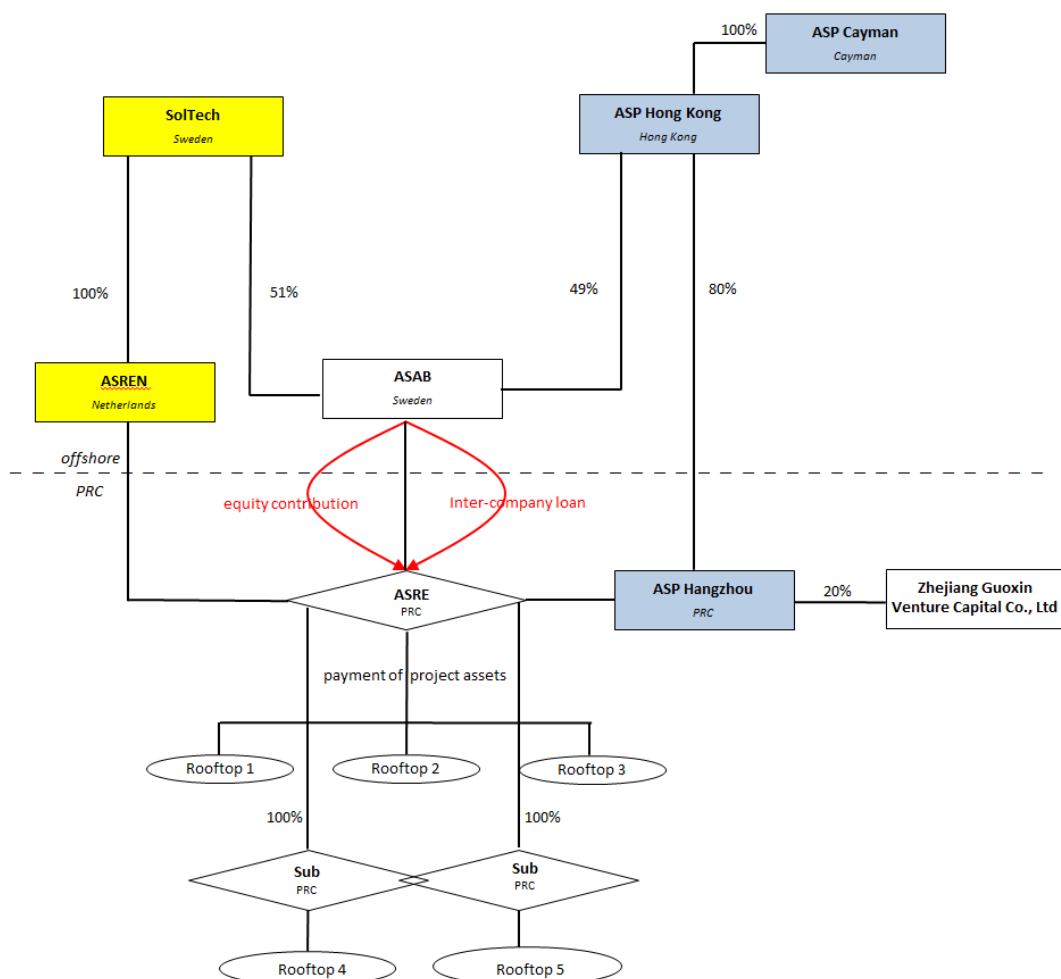 100%
ASP Cayman
Cayman
SolTech
Sweden
ASP Hong Kong
Hong Kong
100%
51%
49%
80%
ASREN
Netherlands
ASAB
Sweden
offshore
PRC
equity contribution
Inter-company loan
ASRE
PRC
ASP Hangzhou
PRC
20%
Zhejiang Guoxin
Venture Capital Co., Ltd
payment of project assets
Rooftop 1
Rooftop 2
Rooftop 3
100%
100%
Sub
PRC
Sub
PRC
Rooftop 4
Rooftop 5